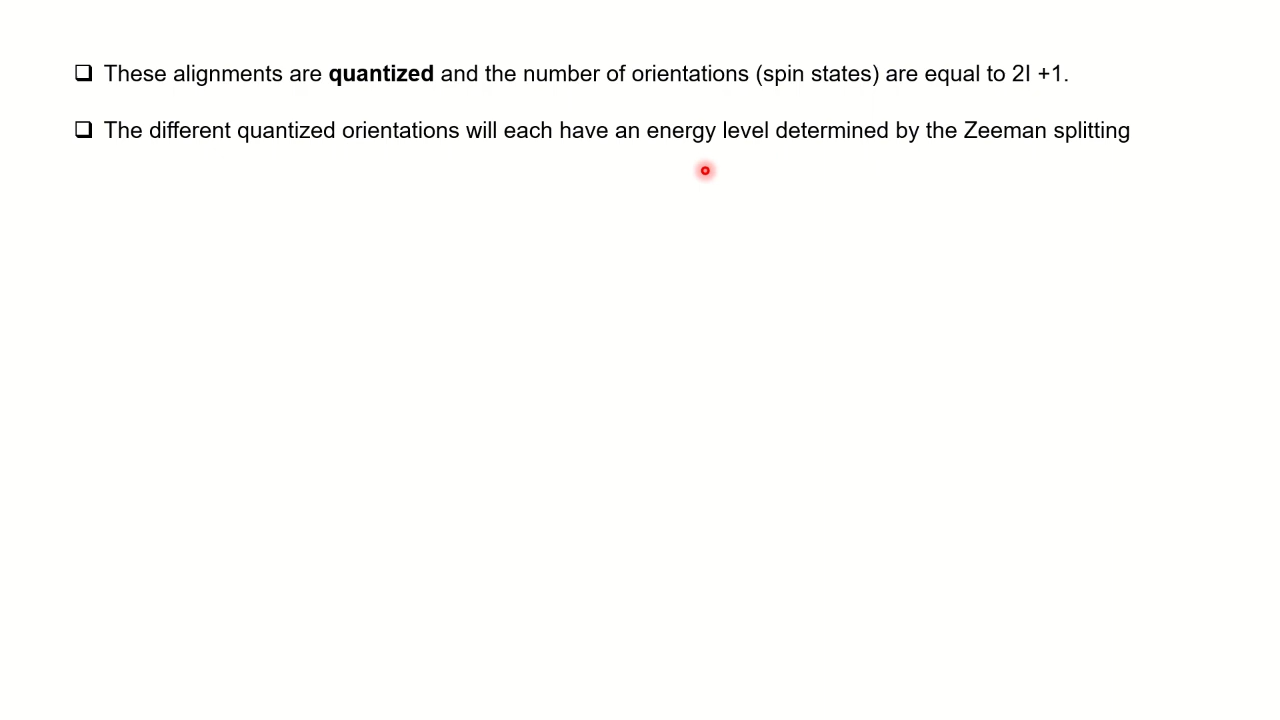 ❑ These alignments are quantized and the number of orientations (spin states) are equal to 2I +1.
❑ The different quantized orientations will each have an energy level determined by the Zeeman splitting